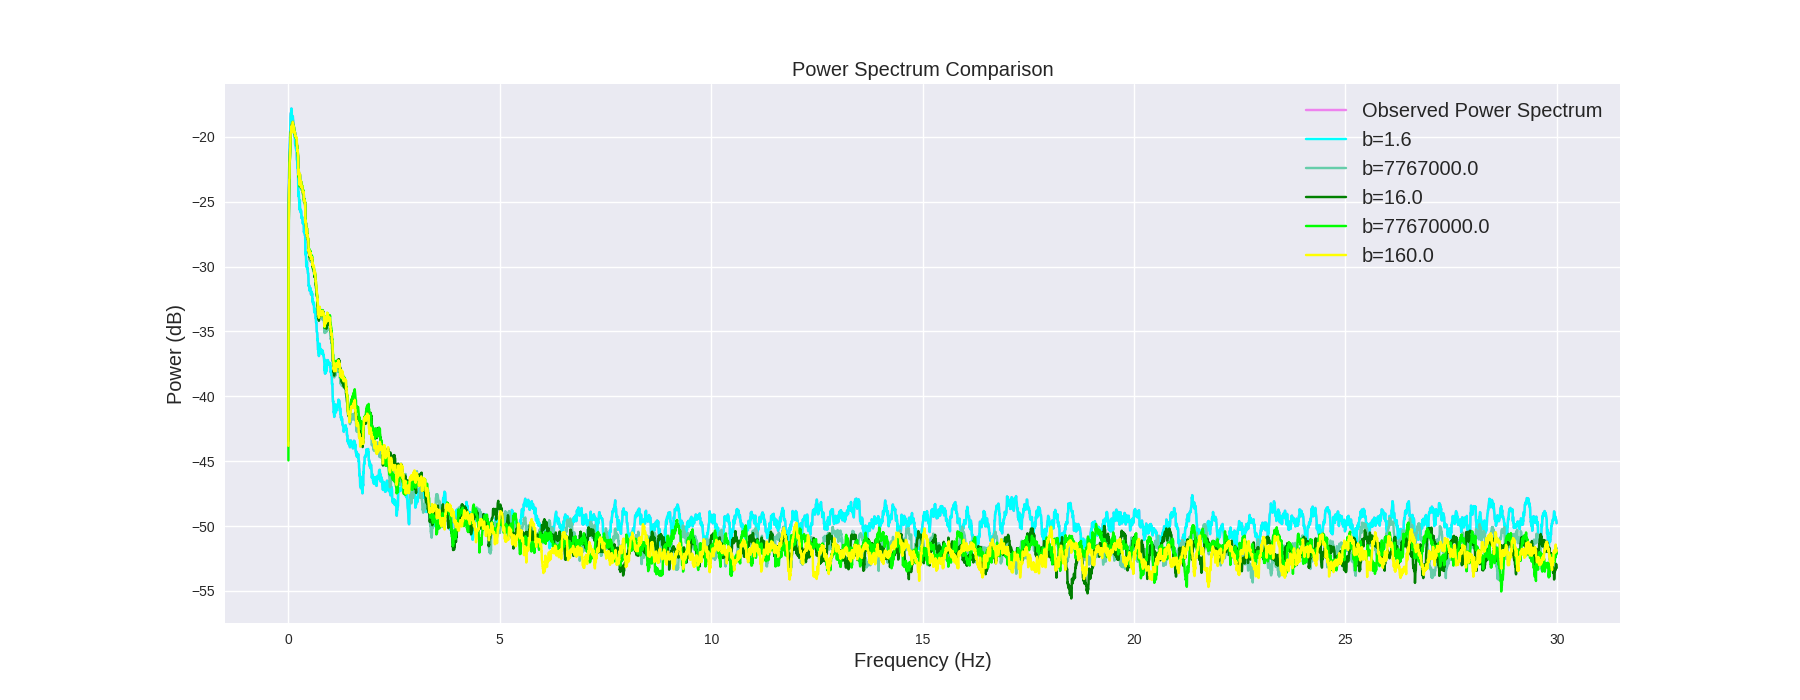 Power Spectrum Comparison
Observed Power Spectrum
b=1.6
b=7767000.0
b=16.0
b=77670000.0
b=160.0
Power (dB)
−20
−25
−30
−35
−40
−45
−50
−55
0 5 10 15 20 25 30
Frequency (Hz)